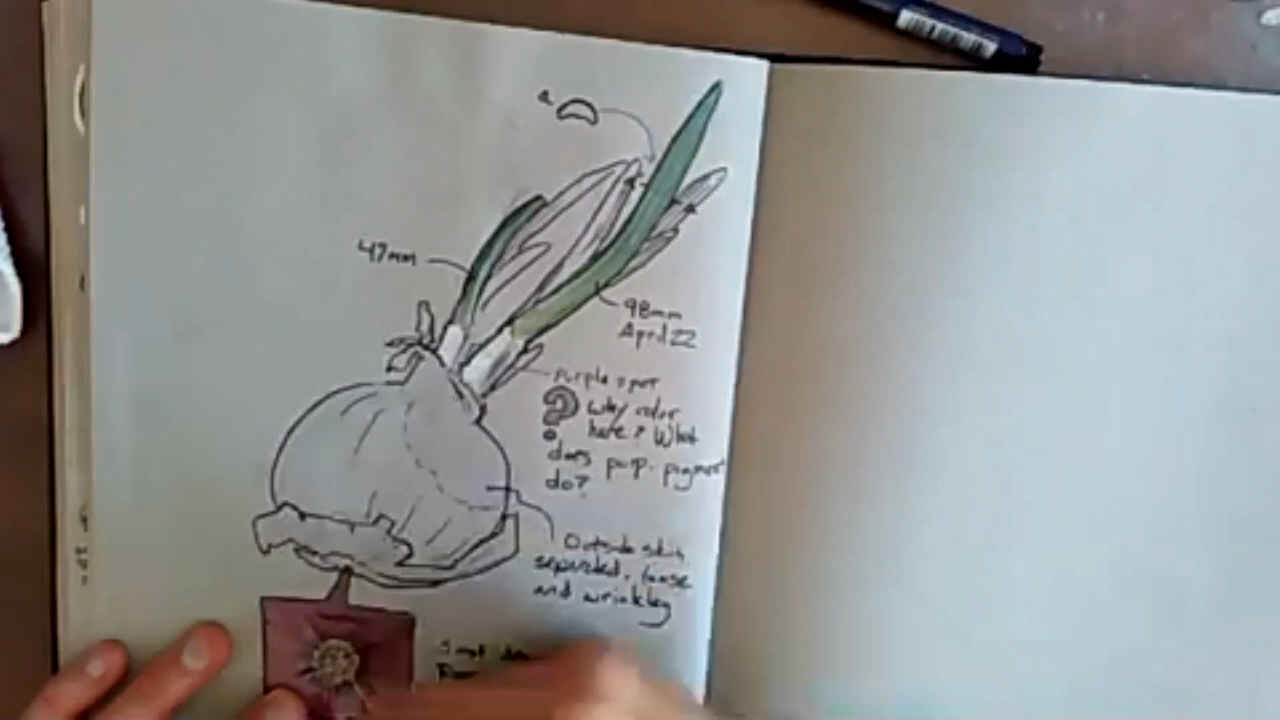 a
47mm
98mm
April 22
purple spot
? why color
here? What
does purp. pigment
do?
Outside skin
separated, loose
and wrinkley